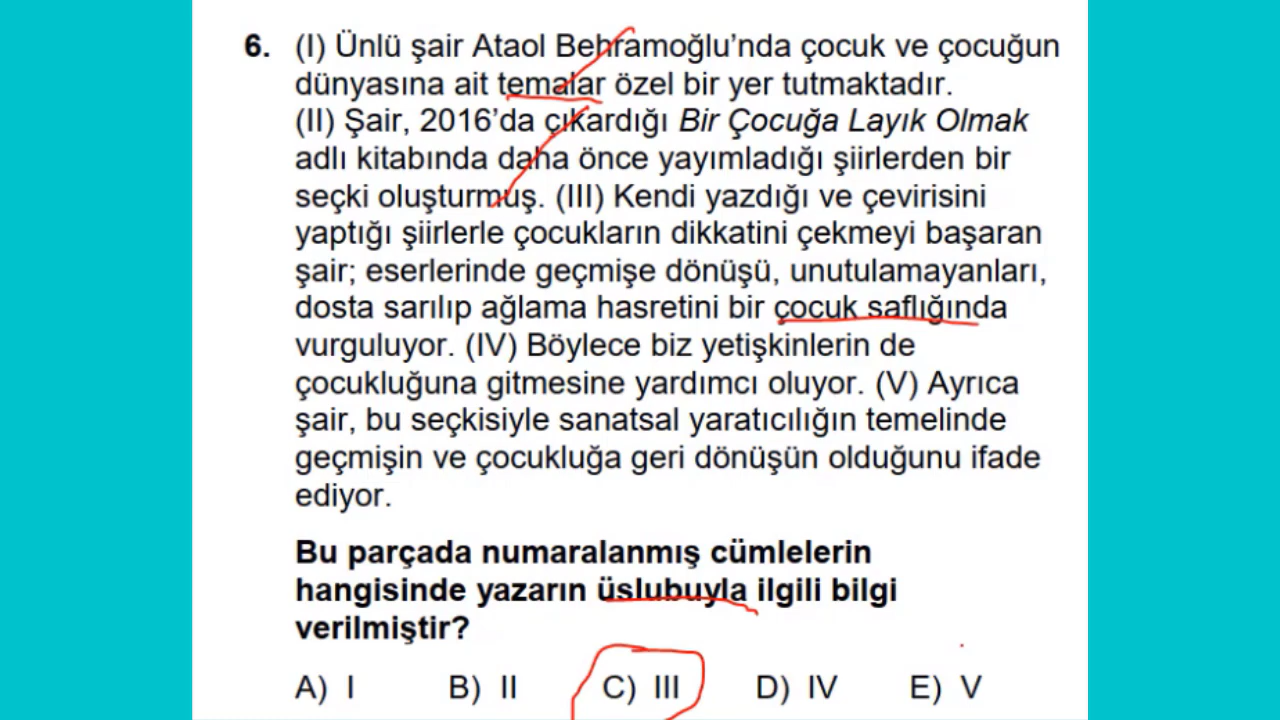 6. (I) Ünlü şair Ataol Behramoğlu’nda çocuk ve çocuğun
dünyasına ait temalar özel bir yer tutmaktadır.
(II) Şair, 2016’da çıkardığı Bir Çocuğa Layık Olmak
adlı kitabında daha önce yayımladığı şiirlerden bir
seçki oluşturmuş. (III) Kendi yazdığı ve çevirisini
yaptığı şiirlerle çocukların dikkatini çekmeyi başaran
şair; eserlerinde geçmişe dönüşü, unutulamayanları,
dosta sarılıp ağlama hasretini bir çocuk saflığında
vurguluyor. (IV) Böylece biz yetişkinlerin de
çocukluğuna gitmesine yardımcı oluyor. (V) Ayrıca
şair, bu seçkisiyle sanatsal yaratıcılığın temelinde
geçmişin ve çocukluğa geri dönüşün olduğunu ifade
ediyor.
Bu parçada numaralanmış cümlelerin
hangisinde yazarın üslubuyla ilgili bilgi
verilmiştir?
A) I B) II C) III D) IV E) V